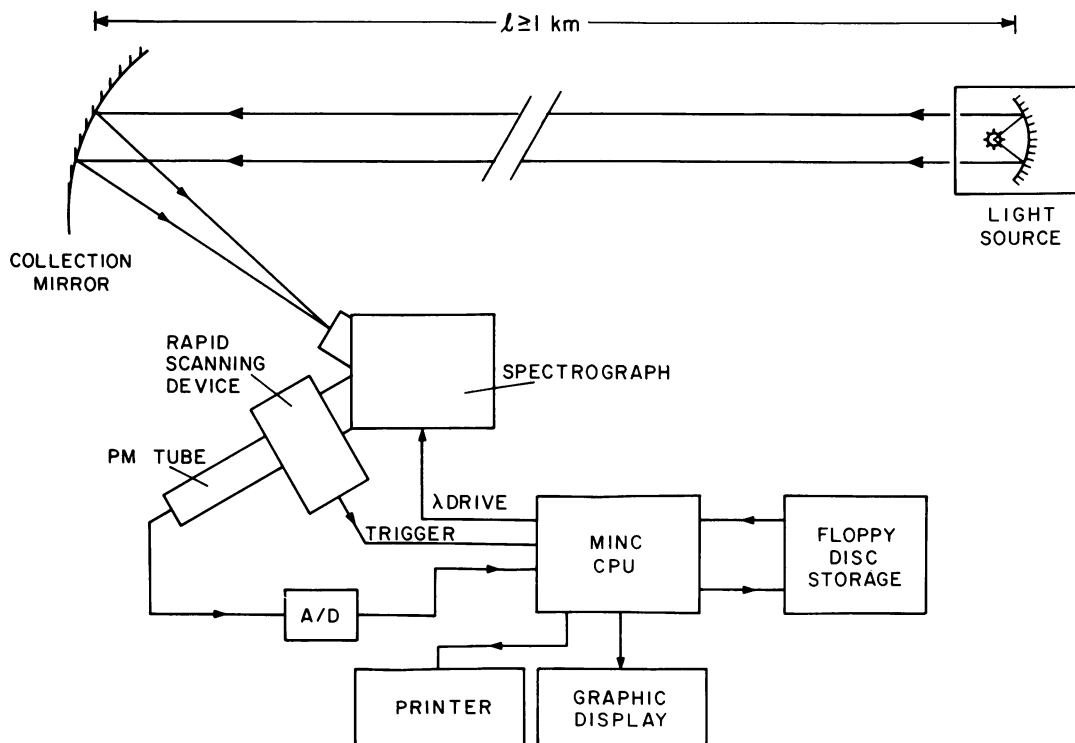 ℓ ≥ 1 km
LIGHT
SOURCE
COLLECTION
MIRROR
RAPID
SCANNING
DEVICE
SPECTROGRAPH
PM TUBE
λ DRIVE
TRIGGER
MINC
CPU
FLOPPY
DISC
STORAGE
A/D
PRINTER
GRAPHIC
DISPLAY